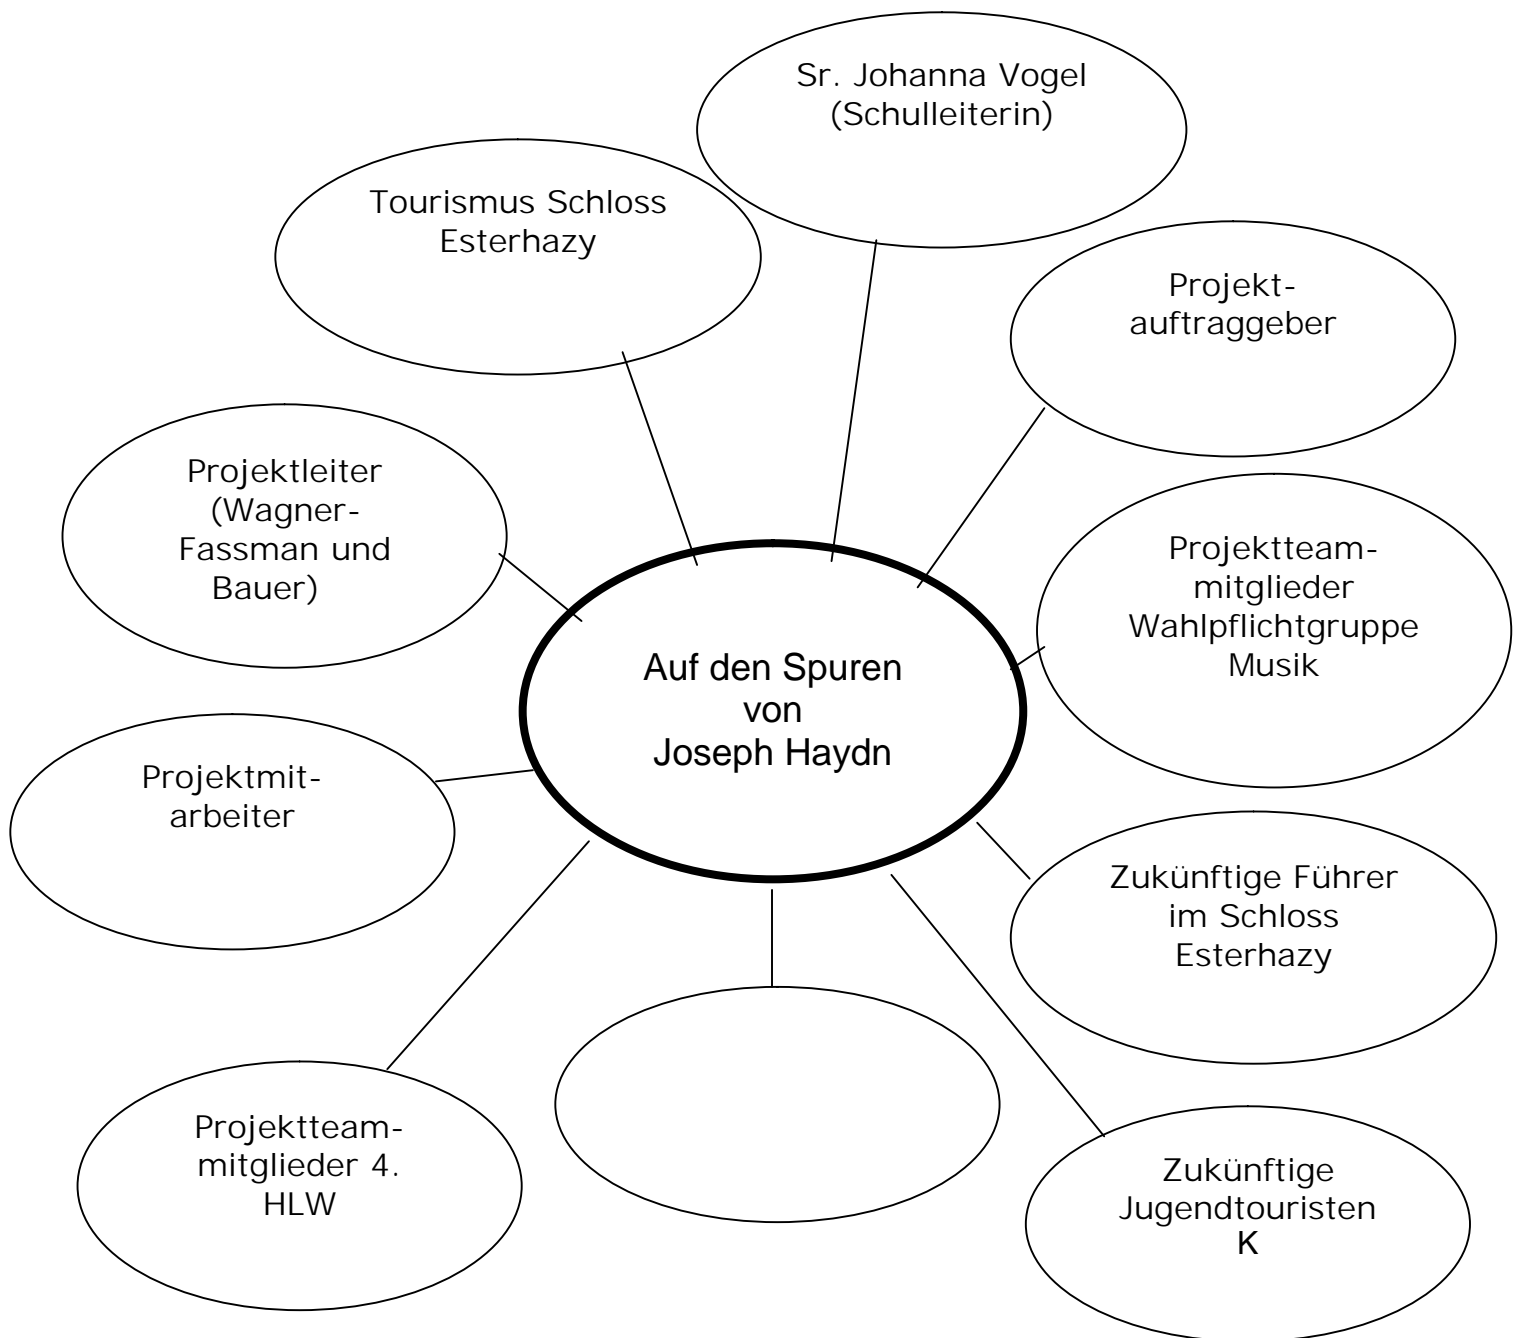 Sr. Johanna Vogel
(Schulleiterin)
Tourismus Schloss
Esterhazy
Projekt-
auftraggeber
Projektleiter
(Wagner-
Fassman und
Bauer)
Projektteam-
mitglieder
Wahlpflichtgruppe
Musik
Auf den Spuren
von
Joseph Haydn
Projektmit-
arbeiter
Zukünftige Führer
im Schloss
Esterhazy
Projektteam-
mitglieder 4.
HLW
Zukünftige
Jugendtouristen
K